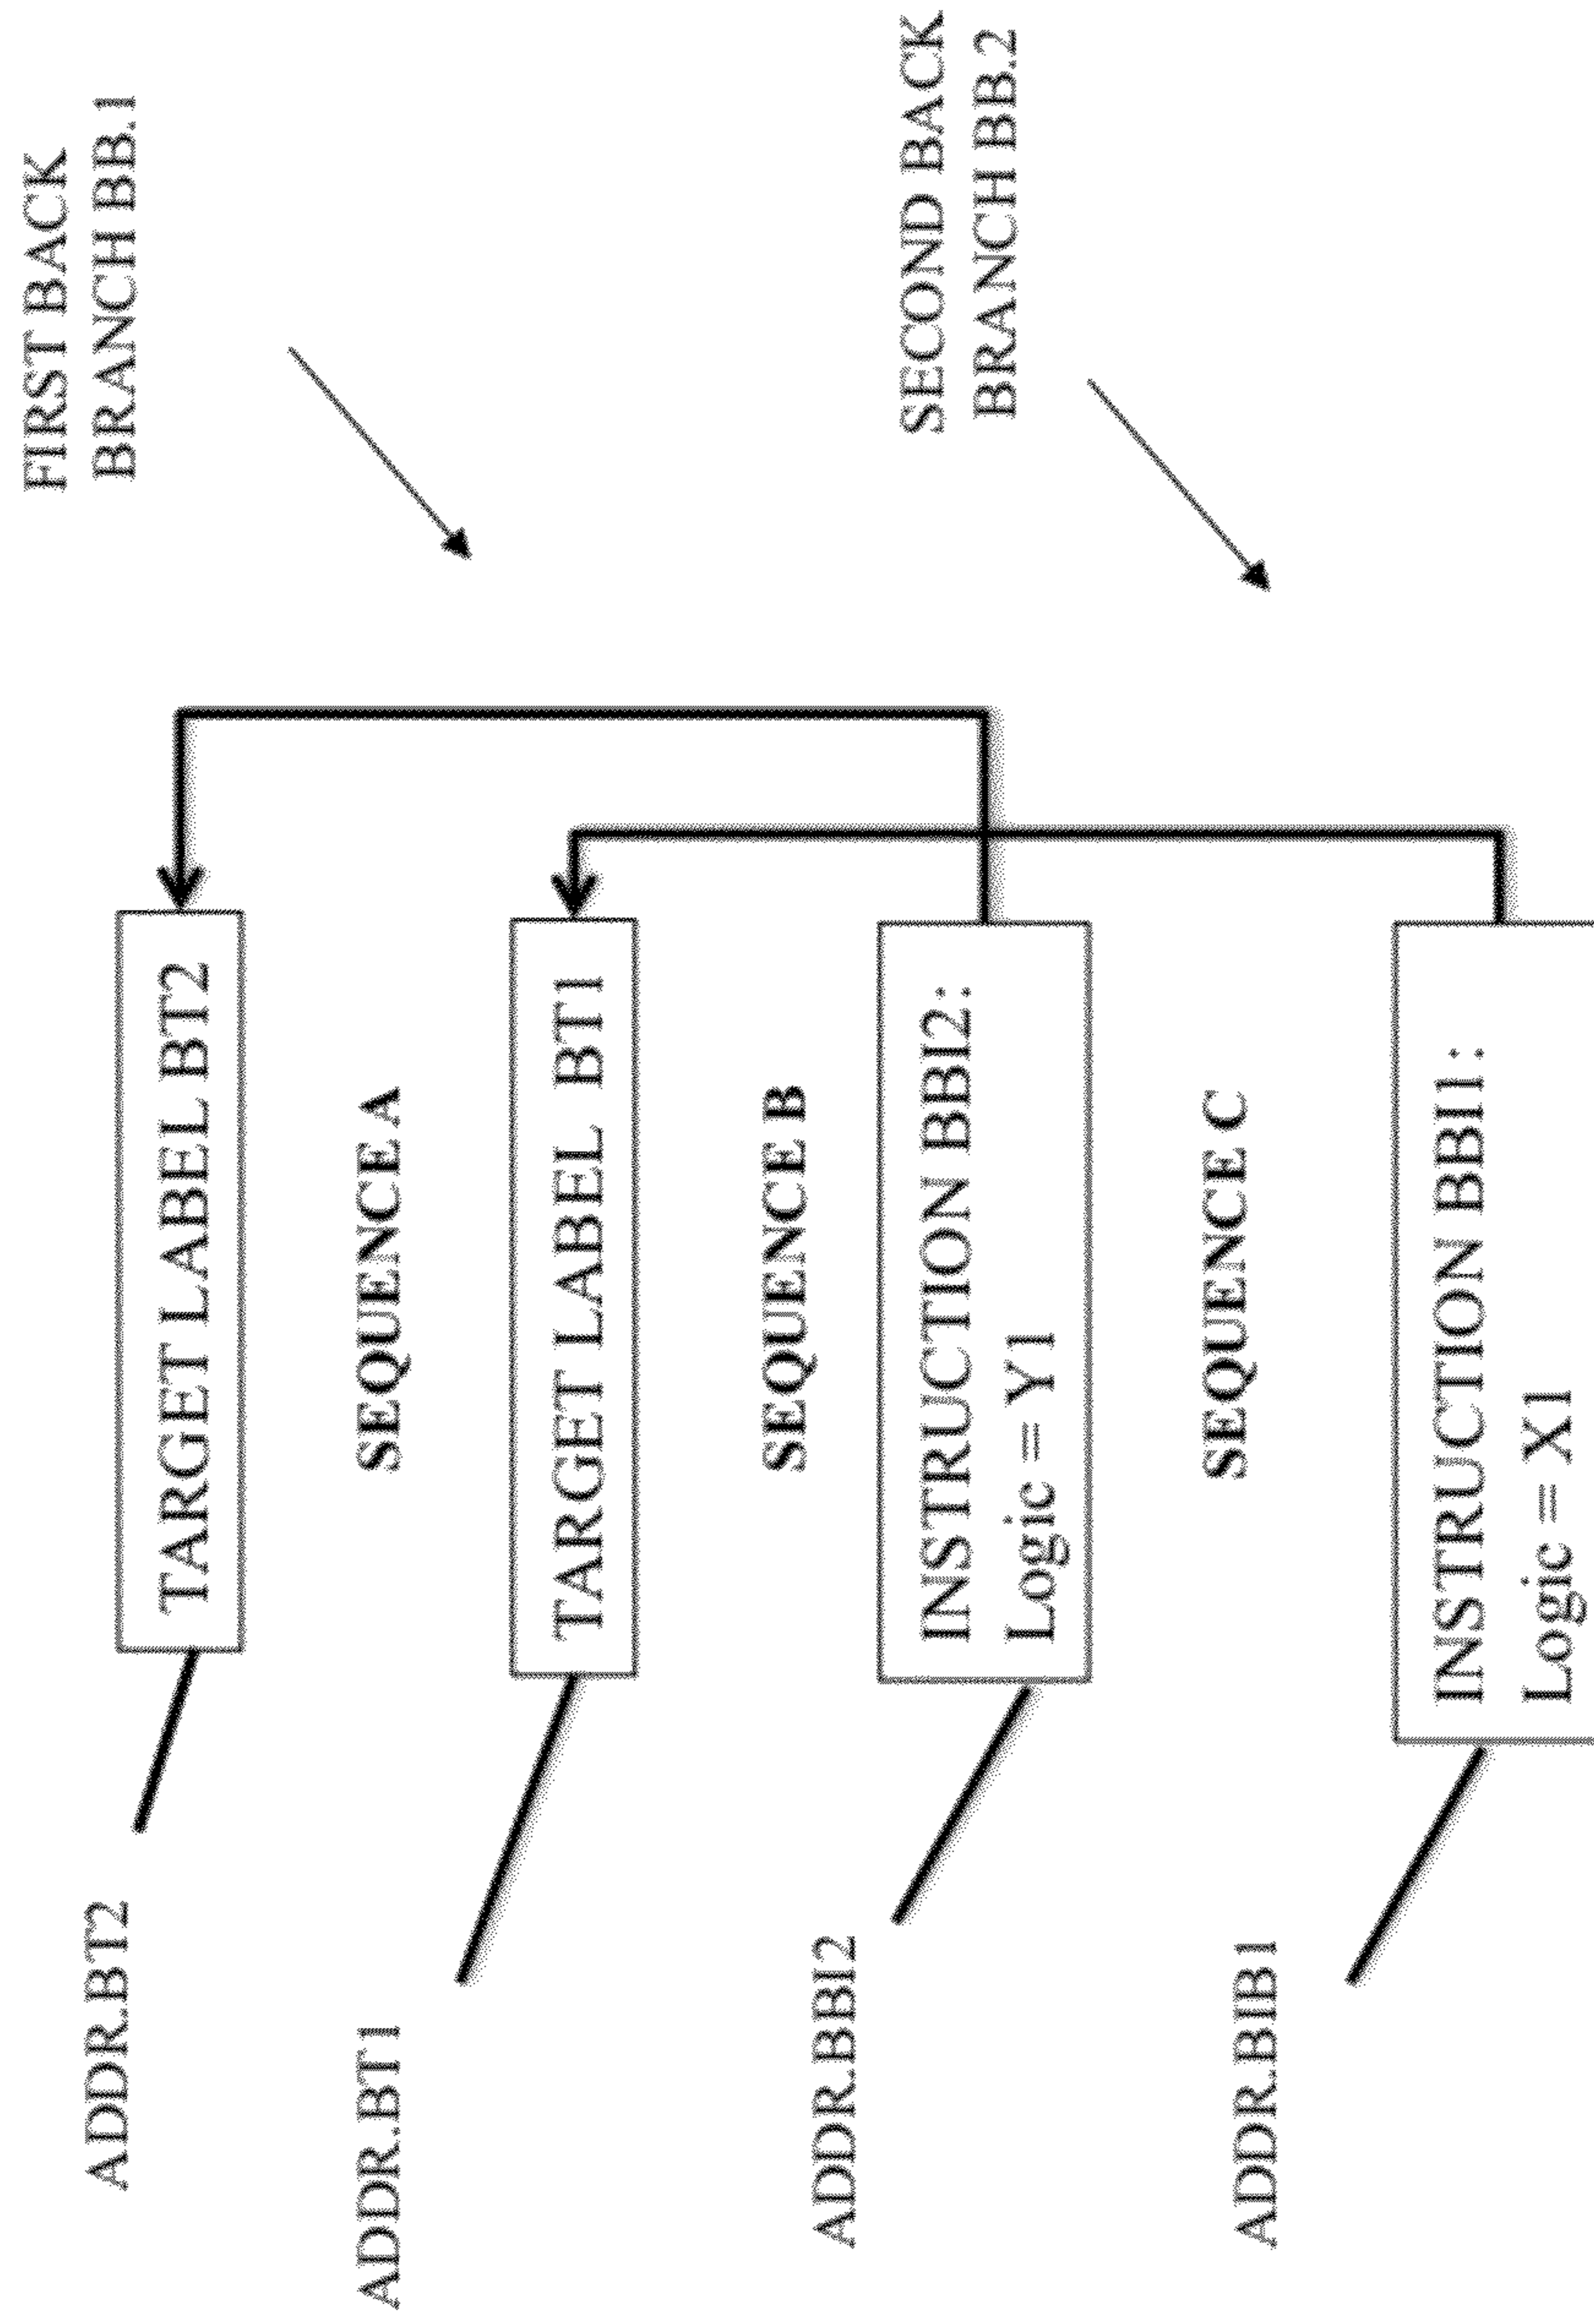 FIRST BACK
BRANCH BB.1
ADDR.BT2
TARGET LABEL BT2
SEQUENCE A
ADDR.BT1
TARGET LABEL BT1
SEQUENCE B
SECOND BACK
BRANCH BB.2
ADDR.BBI2
INSTRUCTION BBI2:
Logic = Y1
SEQUENCE C
ADDR.BIB1
INSTRUCTION BBI1:
Logic = X1